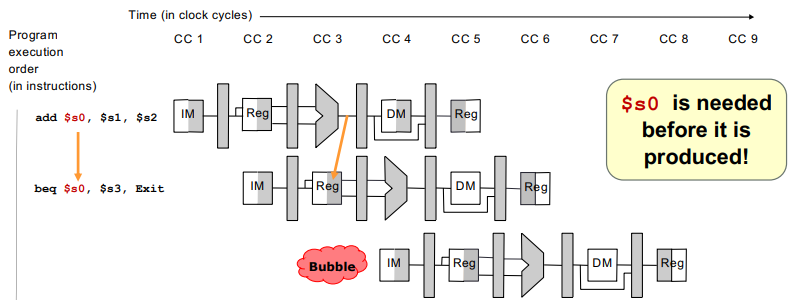 Time (in clock cycles)
Program
execution
order
(in instructions)
CC 1 CC 2 CC 3 CC 4 CC 5 CC 6 CC 7 CC 8 CC 9
add $s0, $s1, $s2
IM Reg DM Reg
$s0 is needed
before it is
produced!
beq $s0, $s3, Exit
IM Reg DM Reg
Bubble
IM Reg DM Reg